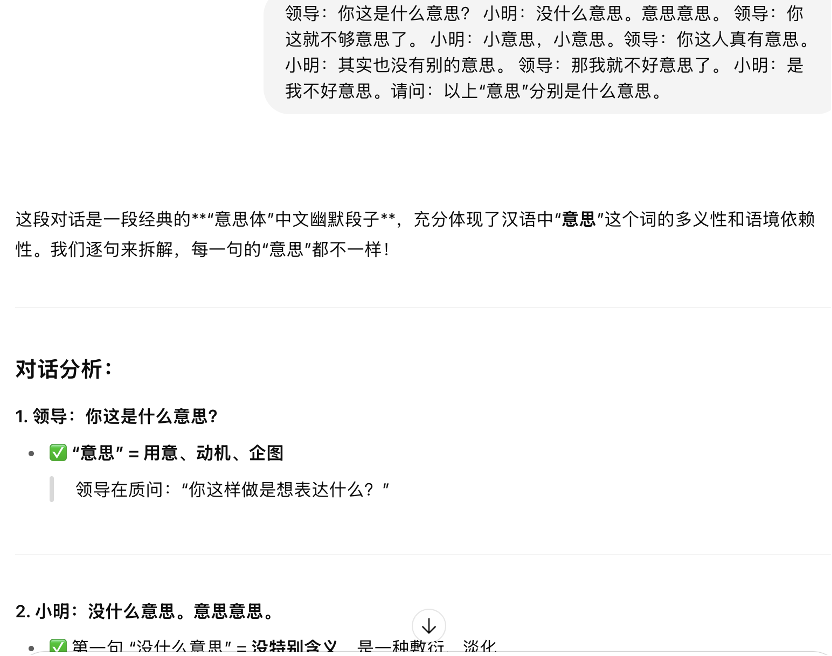 领导：你这是什么意思？ 小明：没什么意思。意思意思。 领导：你
这就不够意思了。 小明：小意思，小意思。领导：你这人真有意思。
小明：其实也没有别的意思。 领导：那我就不好意思了。 小明：是
我不好意思。请问：以上“意思”分别是什么意思。
这段对话是一段经典的**“意思体”中文幽默段子**，充分体现了汉语中“意思”这个词的多义性和语境依赖
性。我们逐句来拆解，每一句的“意思”都不一样！
对话分析：
1. 领导：你这是什么意思？
✅ “意思” = 用意、动机、企图
领导在质问：“你这样做是想表达什么？”
2. 小明：没什么意思。意思意思。
✅ 第一句 “没什么意思” = 没特别含义，是一种敷衍、淡化